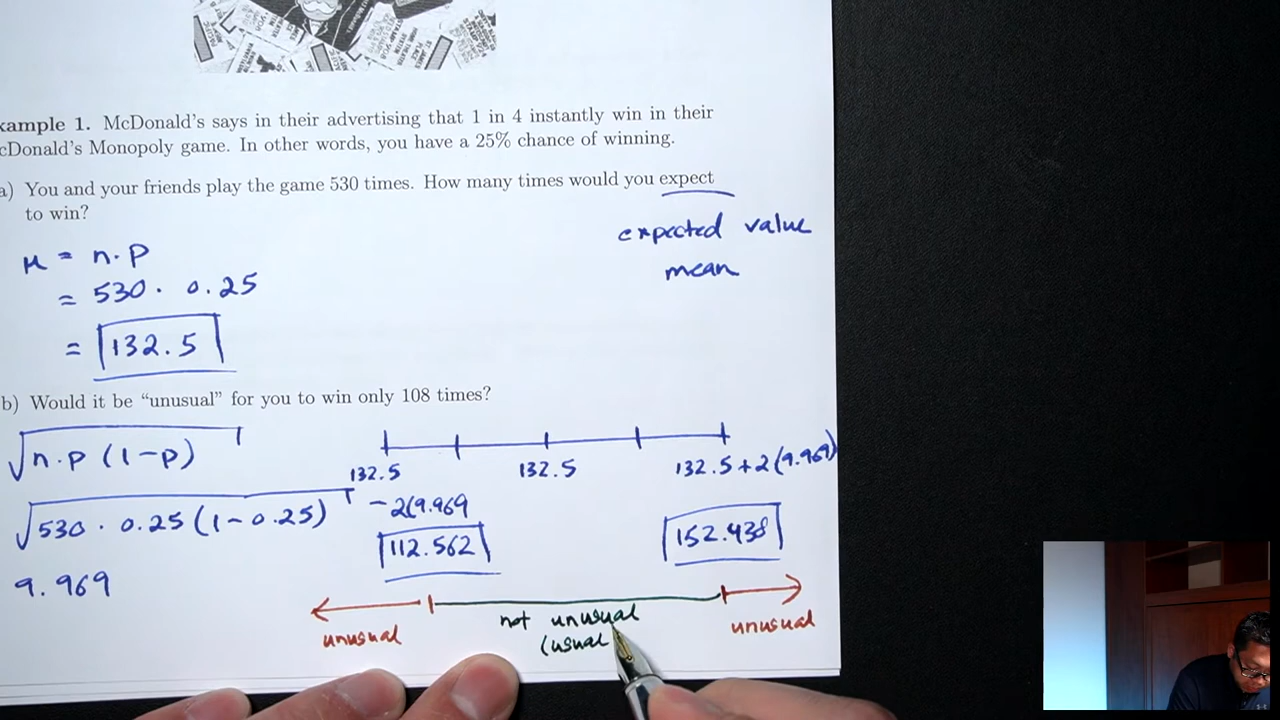 xample 1. McDonald's says in their advertising that 1 in 4 instantly win in their
cDonald's Monopoly game. In other words, you have a 25% chance of winning.
a) You and your friends play the game 530 times. How many times would you expect
to win?
expected value
mean
μ = n.p
= 530 · 0.25
= 132.5
b) Would it be “unusual” for you to win only 108 times?
√n.p (1-p)
√530 · 0.25 (1-0.25)
9.969
132.5 132.5 132.5+2(9.969)
-2(9.969
112.562 152.438
unusual not unusual unusual
(usual